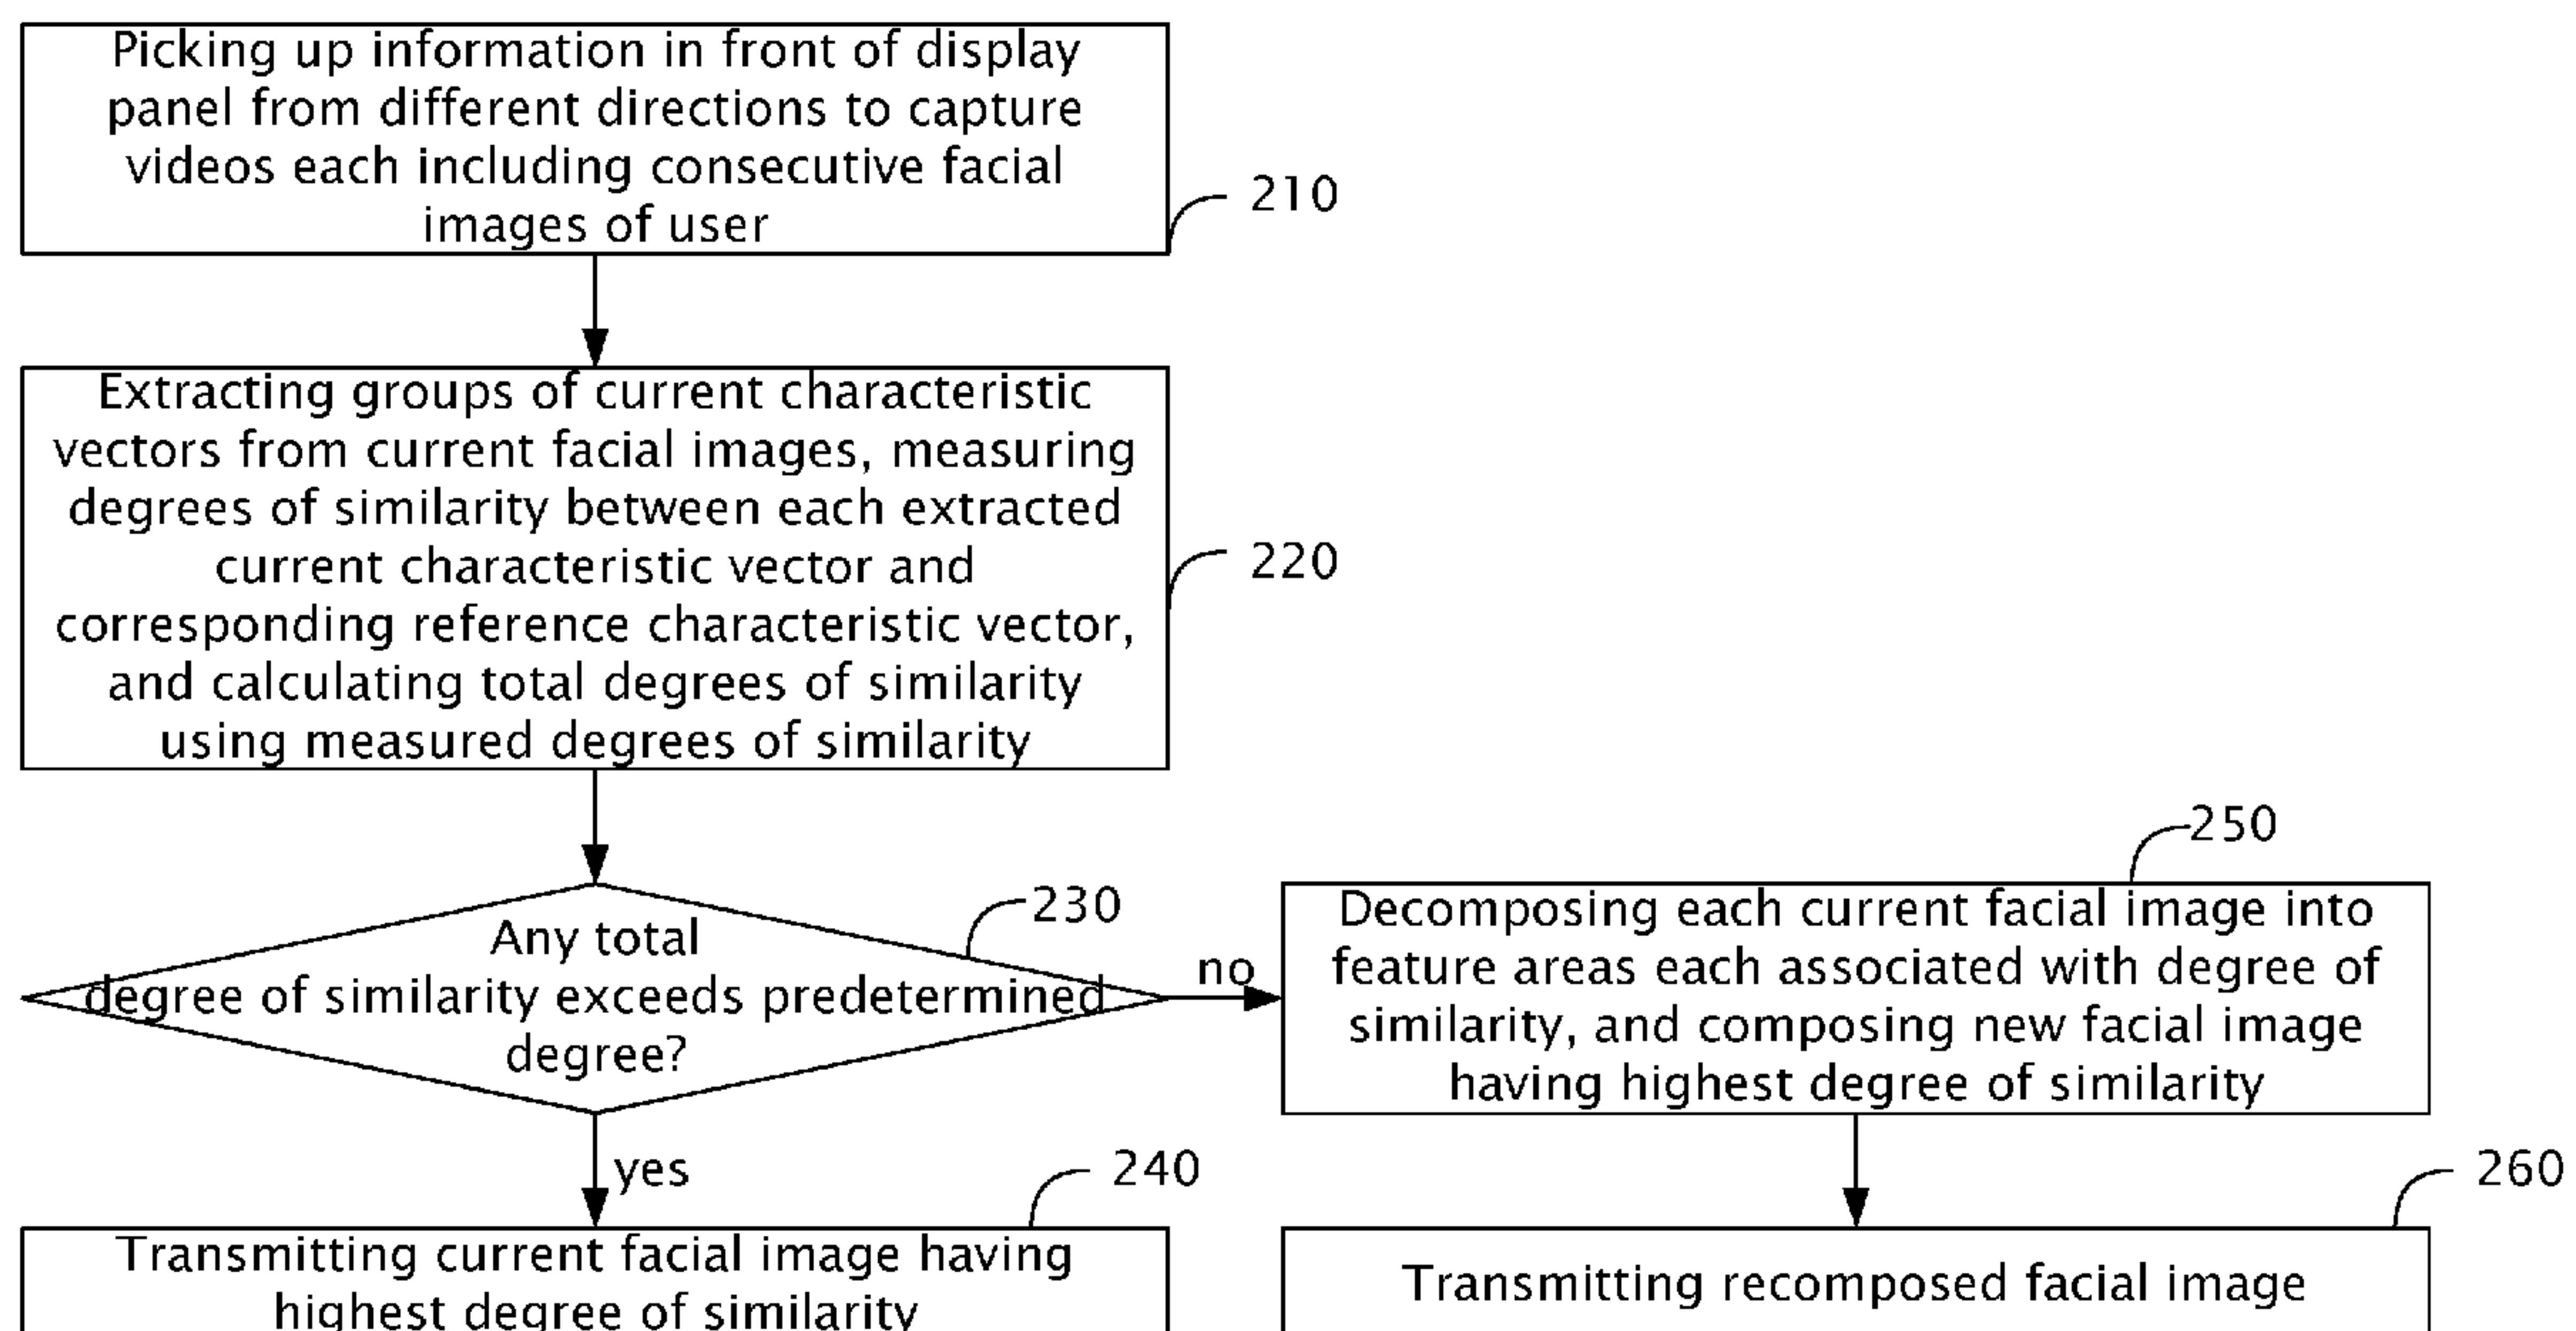 Picking up information in front of display
panel from different directions to capture
videos each including consecutive facial
images of user
210
Extracting groups of current characteristic
vectors from current facial images, measuring
degrees of similarity between each extracted
current characteristic vector and
corresponding reference characteristic vector,
and calculating total degrees of similarity
using measured degrees of similarity
220
Any total
degree of similarity exceeds predetermined
degree?
230
no
yes
250
Decomposing each current facial image into
feature areas each associated with degree of
similarity, and composing new facial image
having highest degree of similarity
240
Transmitting current facial image having
highest degree of similarity
260
Transmitting recomposed facial image